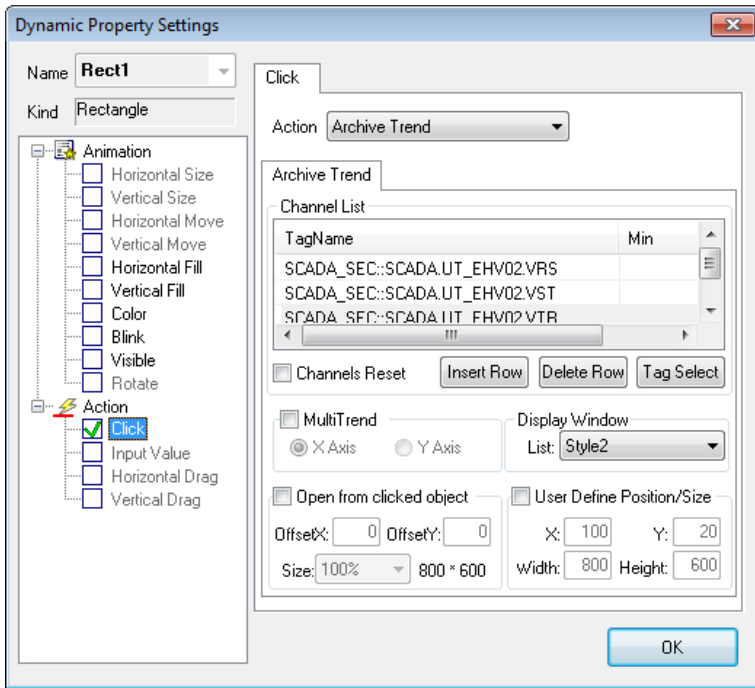 Dynamic Property Settings
Name Rect1
Kind Rectangle
Animation
Horizontal Size
Vertical Size
Horizontal Move
Vertical Move
Horizontal Fill
Vertical Fill
Color
Blink
Visible
Rotate
Action
Click
Input Value
Horizontal Drag
Vertical Drag
Click
Action Archive Trend
Archive Trend
Channel List
TagName Min
SCADA_SEC::SCADA.UT_EHV02.VRS
SCADA_SEC::SCADA.UT_EHV02.VST
SCADA_SEC::SCADA.UT_EHV02.VTR
Channels Reset Insert Row Delete Row Tag Select
MultiTrend
X Axis Y Axis
Display Window
List: Style2
Open from clicked object
OffsetX: 0 OffsetY: 0
Size: 100% 800 * 600
User Define Position/Size
X: 100 Y: 20
Width: 800 Height: 600
OK